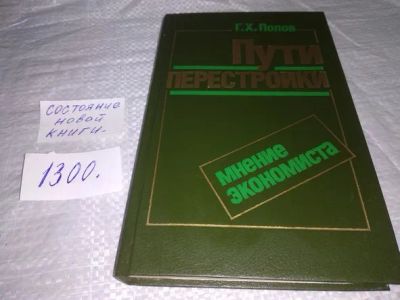 Г.Х.Попов
Пути
ПЕРЕСТРОЙКИ
мнение
экономиста
состояние
новой
книги-
1300.